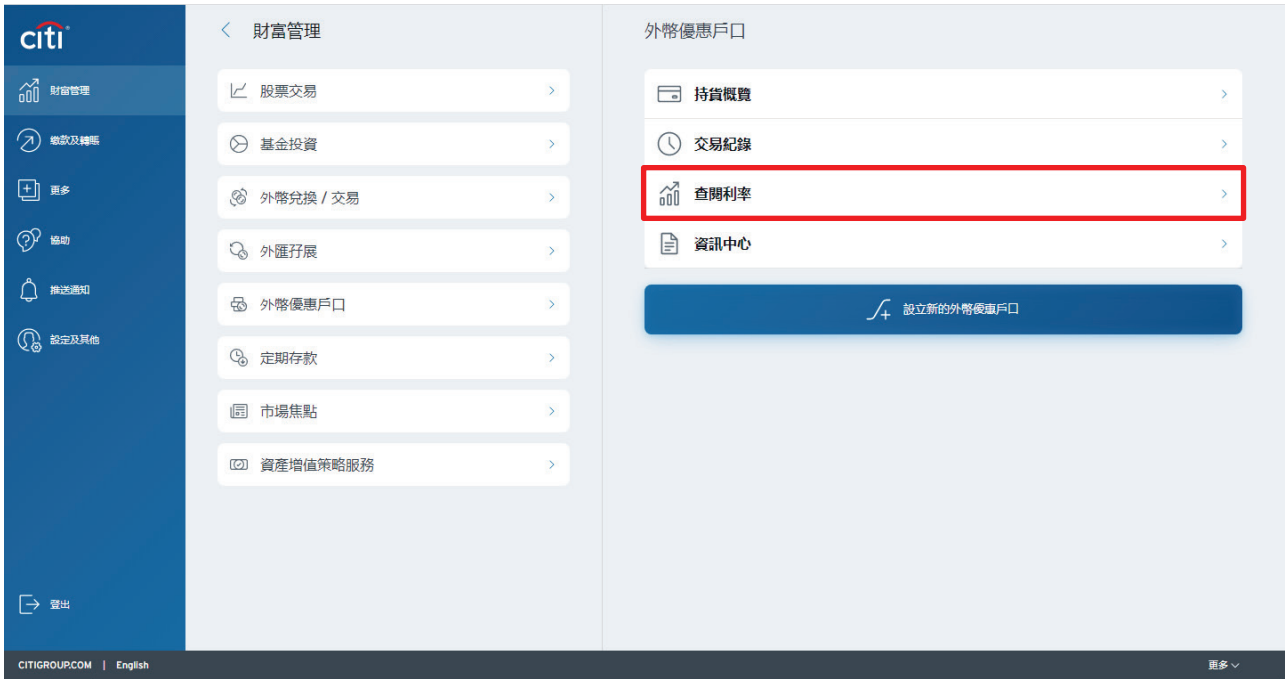 citi
財富管理
繳款及轉賬
更多
協助
推送通知
設定及其他
登出
財富管理
股票交易
基金投資
外幣兌換 / 交易
外匯孖展
外幣優惠戶口
定期存款
市場焦點
資產增值策略服務
外幣優惠戶口
持貨概覽
交易紀錄
查閱利率
資訊中心
設立新的外幣優惠戶口
CITIGROUP.COM | English
更多